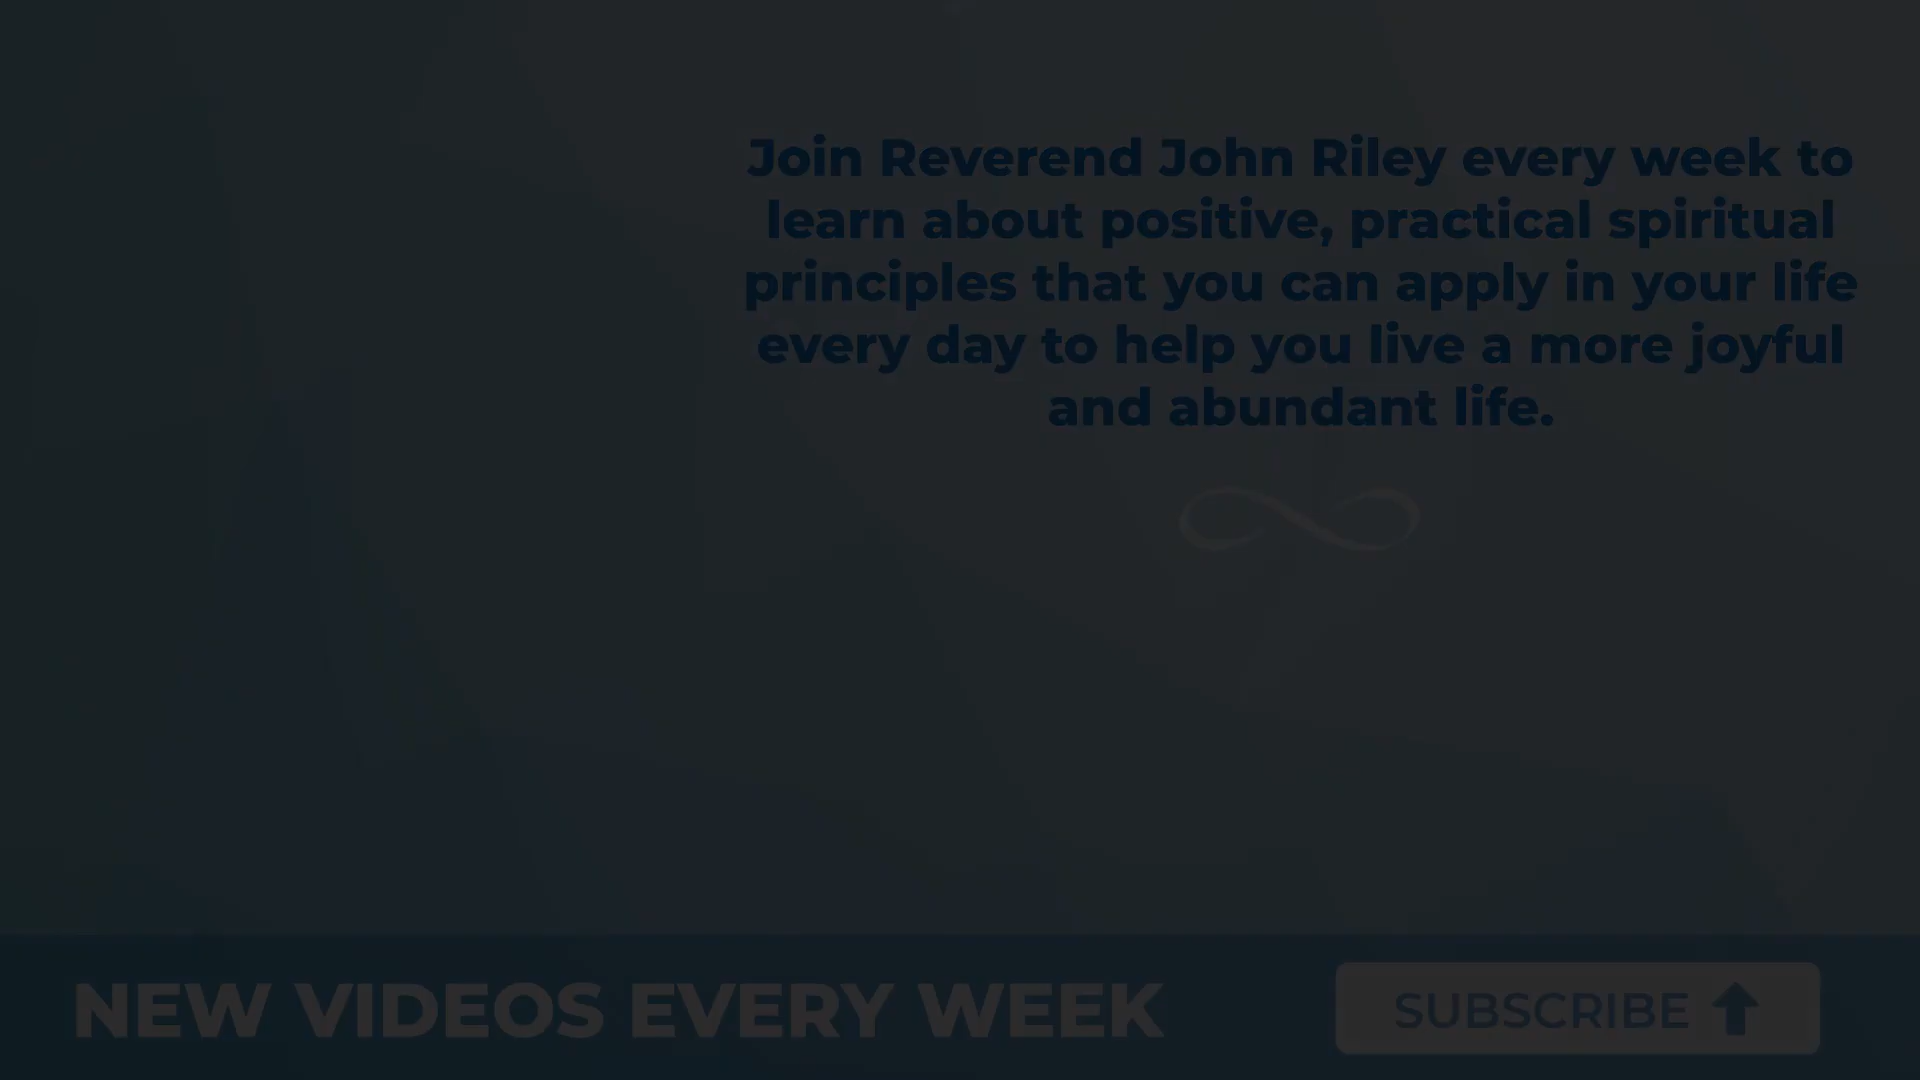 Join Reverend John Riley every week to
learn about positive, practical spiritual
principles that you can apply in your life
every day to help you live a more joyful
and abundant life.
NEW VIDEOS EVERY WEEK
SUBSCRIBE